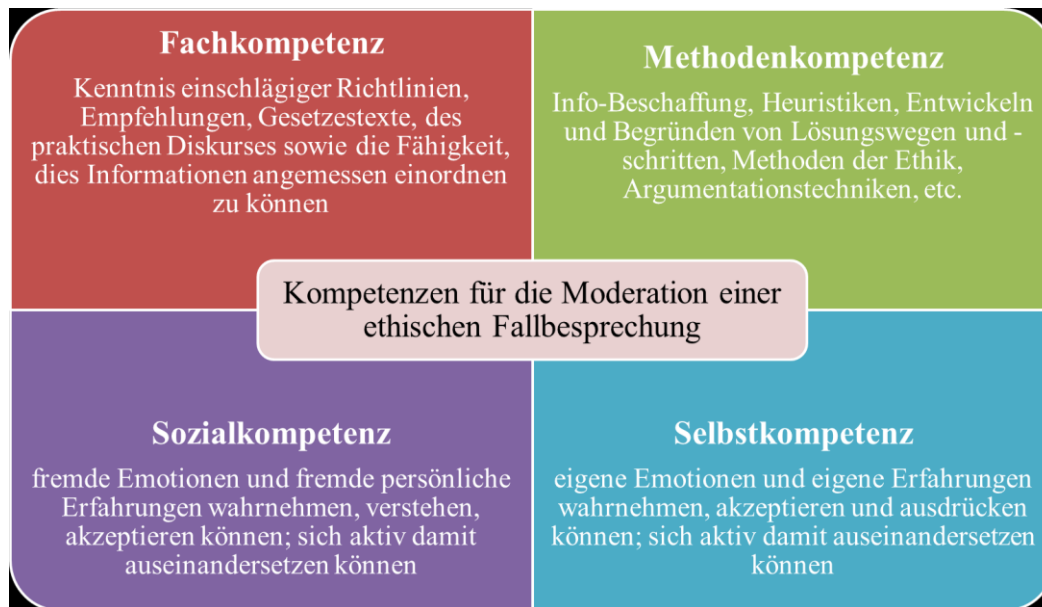 Fachkompetenz
Kenntnis einschlägiger Richtlinien,
Empfehlungen, Gesetzestexte, des
praktischen Diskurses sowie die Fähigkeit,
dies Informationen angemessen einordnen
zu können
Methodenkompetenz
Info-Beschaffung, Heuristiken, Entwickeln
und Begründen von Lösungswegen und -
schritten, Methoden der Ethik,
Argumentationstechniken, etc.
Kompetenzen für die Moderation einer
ethischen Fallbesprechung
Sozialkompetenz
fremde Emotionen und fremde persönliche
Erfahrungen wahrnehmen, verstehen,
akzeptieren können; sich aktiv damit
auseinandersetzen können
Selbstkompetenz
eigene Emotionen und eigene Erfahrungen
wahrnehmen, akzeptieren und ausdrücken
können; sich aktiv damit auseinandersetzen
können